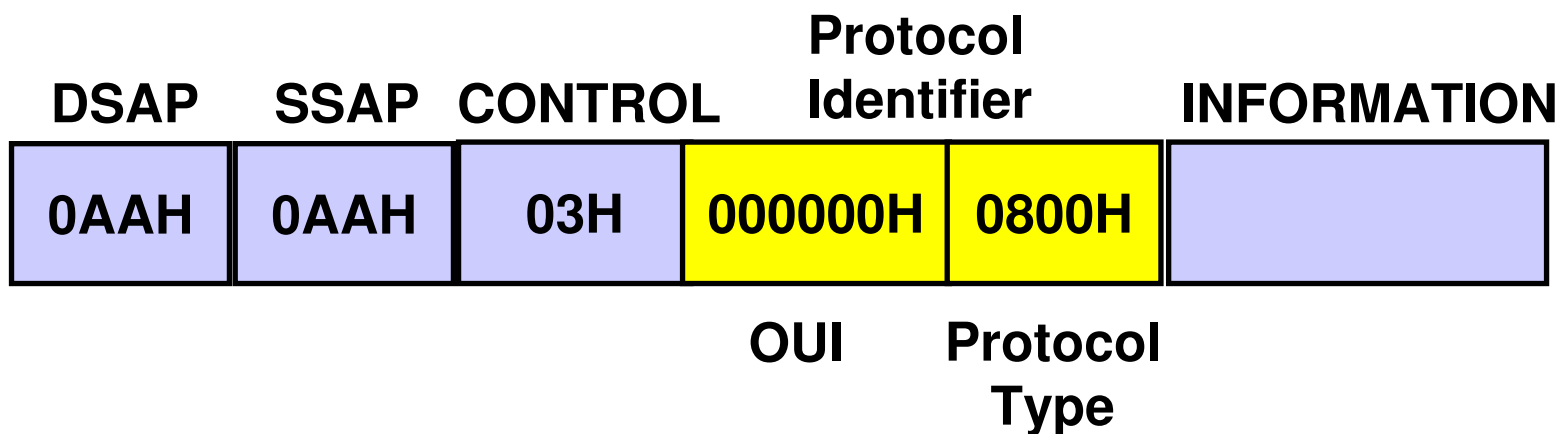 Protocol
DSAP SSAP CONTROL Identifier INFORMATION
0AAH 0AAH 03H 000000H 0800H
OUI Protocol
Type